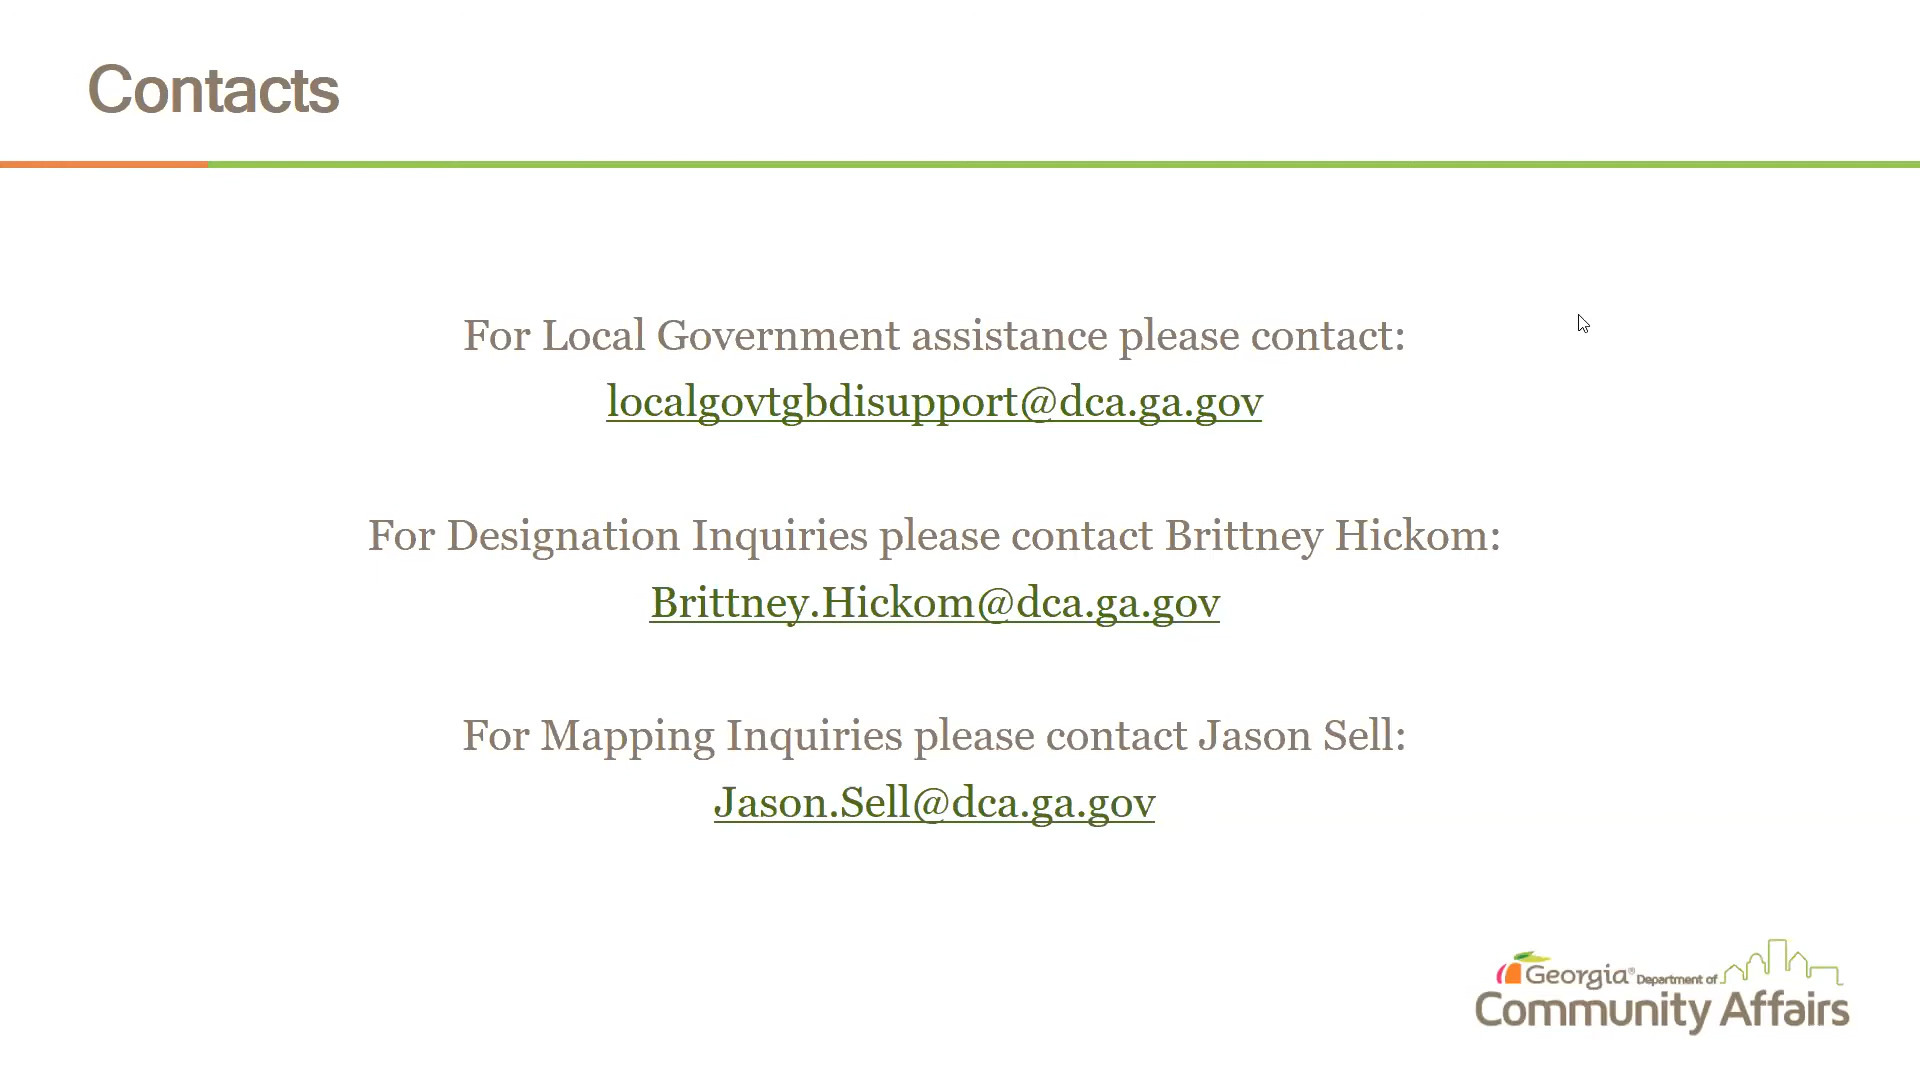 Contacts
For Local Government assistance please contact:
localgovtgbdisupport@dca.ga.gov
For Designation Inquiries please contact Brittney Hickom:
Brittney.Hickom@dca.ga.gov
For Mapping Inquiries please contact Jason Sell:
Jason.Sell@dca.ga.gov
Georgia® Department of
Community Affairs